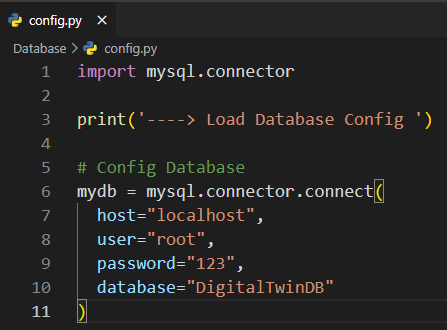 config.py
Database > config.py
1 import mysql.connector
2
3 print('----> Load Database Config ')
4
5 # Config Database
6 mydb = mysql.connector.connect(
7   host="localhost",
8   user="root",
9   password="123",
10   database="DigitalTwinDB"
11 )